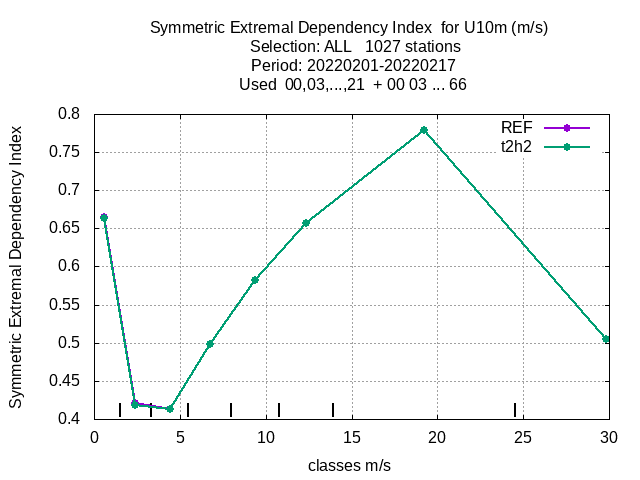 Symmetric Extremal Dependency Index  for U10m (m/s)
Selection: ALL   1027 stations
Period: 20220201-20220217
Used  00,03,...,21  + 00 03 ... 66
REF
t2h2
Symmetric Extremal Dependency Index
0.8
0.75
0.7
0.65
0.6
0.55
0.5
0.45
0.4
0 5 10 15 20 25 30
classes m/s